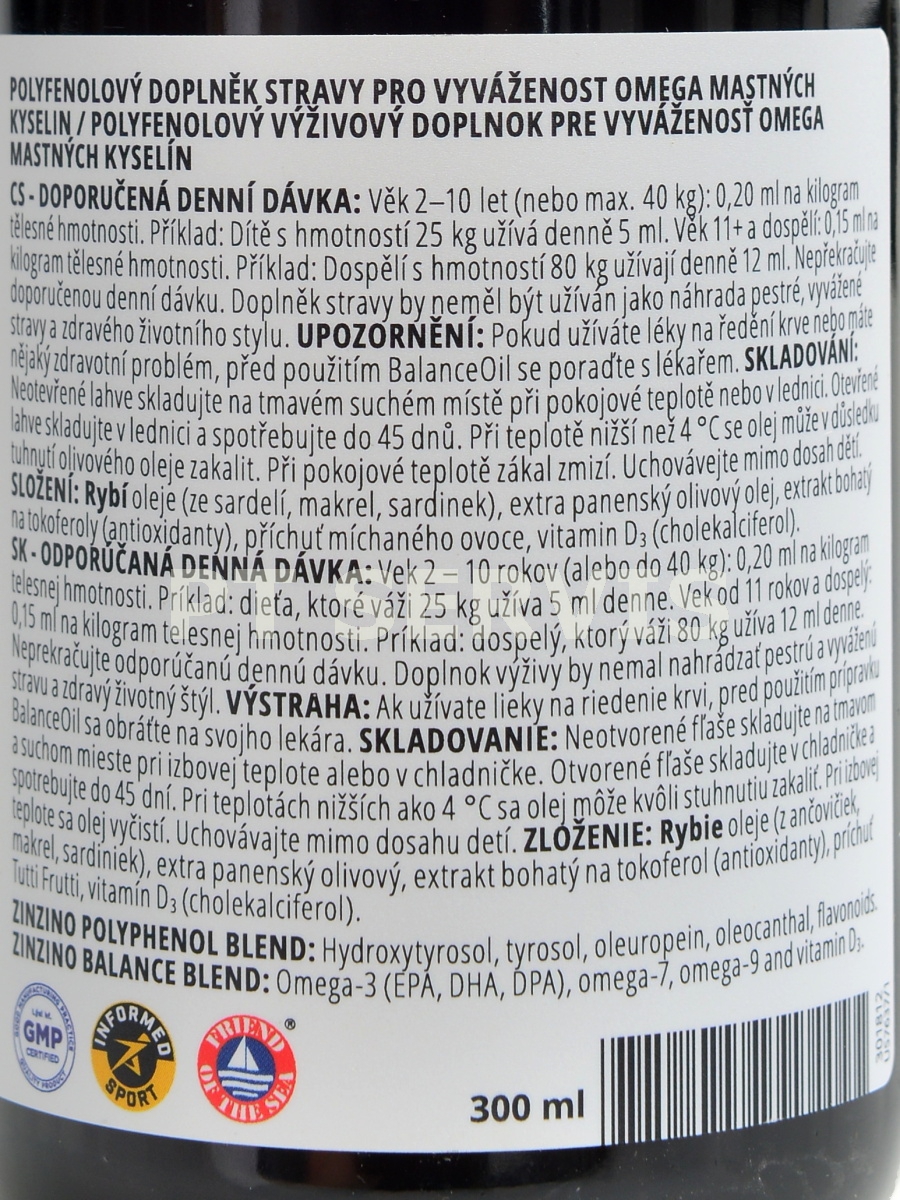 POLYFENOLOVÝ DOPLNĚK STRAVY PRO VYVÁŽENOST OMEGA MASTNÝCH
KYSELIN / POLYFENOLOVÝ VÝŽIVOVÝ DOPLNOK PRE VYVÁŽENOSŤ OMEGA
MASTNÝCH KYSELÍN
CS - DOPORUČENÁ DENNÍ DÁVKA: Věk 2–10 let (nebo max. 40 kg): 0,20 ml na kilogram
tělesné hmotnosti. Příklad: Dítě s hmotností 25 kg užívá denně 5 ml. Věk 11+ a dospělí: 0,15 ml na
kilogram tělesné hmotnosti. Příklad: Dospělí s hmotností 80 kg užívají denně 12 ml. Nepřekračujte
doporučenou denní dávku. Doplněk stravy by neměl být užíván jako náhrada pestré, vyvážené
stravy a zdravého životního stylu. UPOZORNĚNÍ: Pokud užíváte léky na ředění krve nebo máte
nějaký zdravotní problém, před použitím BalanceOil se poraďte s lékařem. SKLADOVÁNÍ:
Neotevřené lahve skladujte na tmavém suchém místě při pokojové teplotě nebo v lednici. Otevřené
lahve skladujte v lednici a spotřebujte do 45 dnů. Při teplotě nižší než 4 °C se olej může v důsledku
tuhnutí olivového oleje zakalit. Při pokojové teplotě zákal zmizí. Uchovávejte mimo dosah dětí.
SLOŽENÍ: Rybí oleje (ze sardelí, makrel, sardinek), extra panenský olivový olej, extrakt bohatý
na tokoferoly (antioxidanty), příchuť míchaného ovoce, vitamin D₃ (cholekalciferol).
SK - ODPORÚČANÁ DENNÁ DÁVKA: Vek 2 – 10 rokov (alebo do 40 kg): 0,20 ml na kilogram
telesnej hmotnosti. Príklad: dieťa, ktoré váži 25 kg užíva 5 ml denne. Vek od 11 rokov a dospelý:
0,15 ml na kilogram telesnej hmotnosti. Príklad: dospelý, ktorý váži 80 kg užíva 12 ml denne.
Neprekračujte odporúčanú dennú dávku. Doplnok výživy by nemal nahrádzať pestrú a vyváženú
stravu a zdravý životný štýl. VÝSTRAHA: Ak užívate lieky na riedenie krvi, pred použitím prípravku
BalanceOil sa obráťte na svojho lekára. SKLADOVANIE: Neotvorené fľaše skladujte na tmavom
a suchom mieste pri izbovej teplote alebo v chladničke. Otvorené fľaše skladujte v chladničke a
spotrebujte do 45 dní. Pri teplotách nižších ako 4 °C sa olej môže kvôli stuhnutiu zakaliť. Pri izbovej
teplote sa olej vyčistí. Uchovávajte mimo dosahu detí. ZLOŽENIE: Rybie oleje (z ančovičiek,
makrel, sardiniek), extra panenský olivový, extrakt bohatý na tokoferol (antioxidanty), príchuť
Tutti Frutti, vitamín D₃ (cholekalciferol).
ZINZINO POLYPHENOL BLEND: Hydroxytyrosol, tyrosol, oleuropein, oleocanthal, flavonoids.
ZINZINO BALANCE BLEND: Omega-3 (EPA, DHA, DPA), omega-7, omega-9 and vitamin D₃.
GOOD MANUFACTURING PRACTICE
GMP
CERTIFIED
QUALITY PRODUCT
INFORMED
SPORT
FRIEND
OF THE SEA
®
300 ml
301812
PT SERVIS